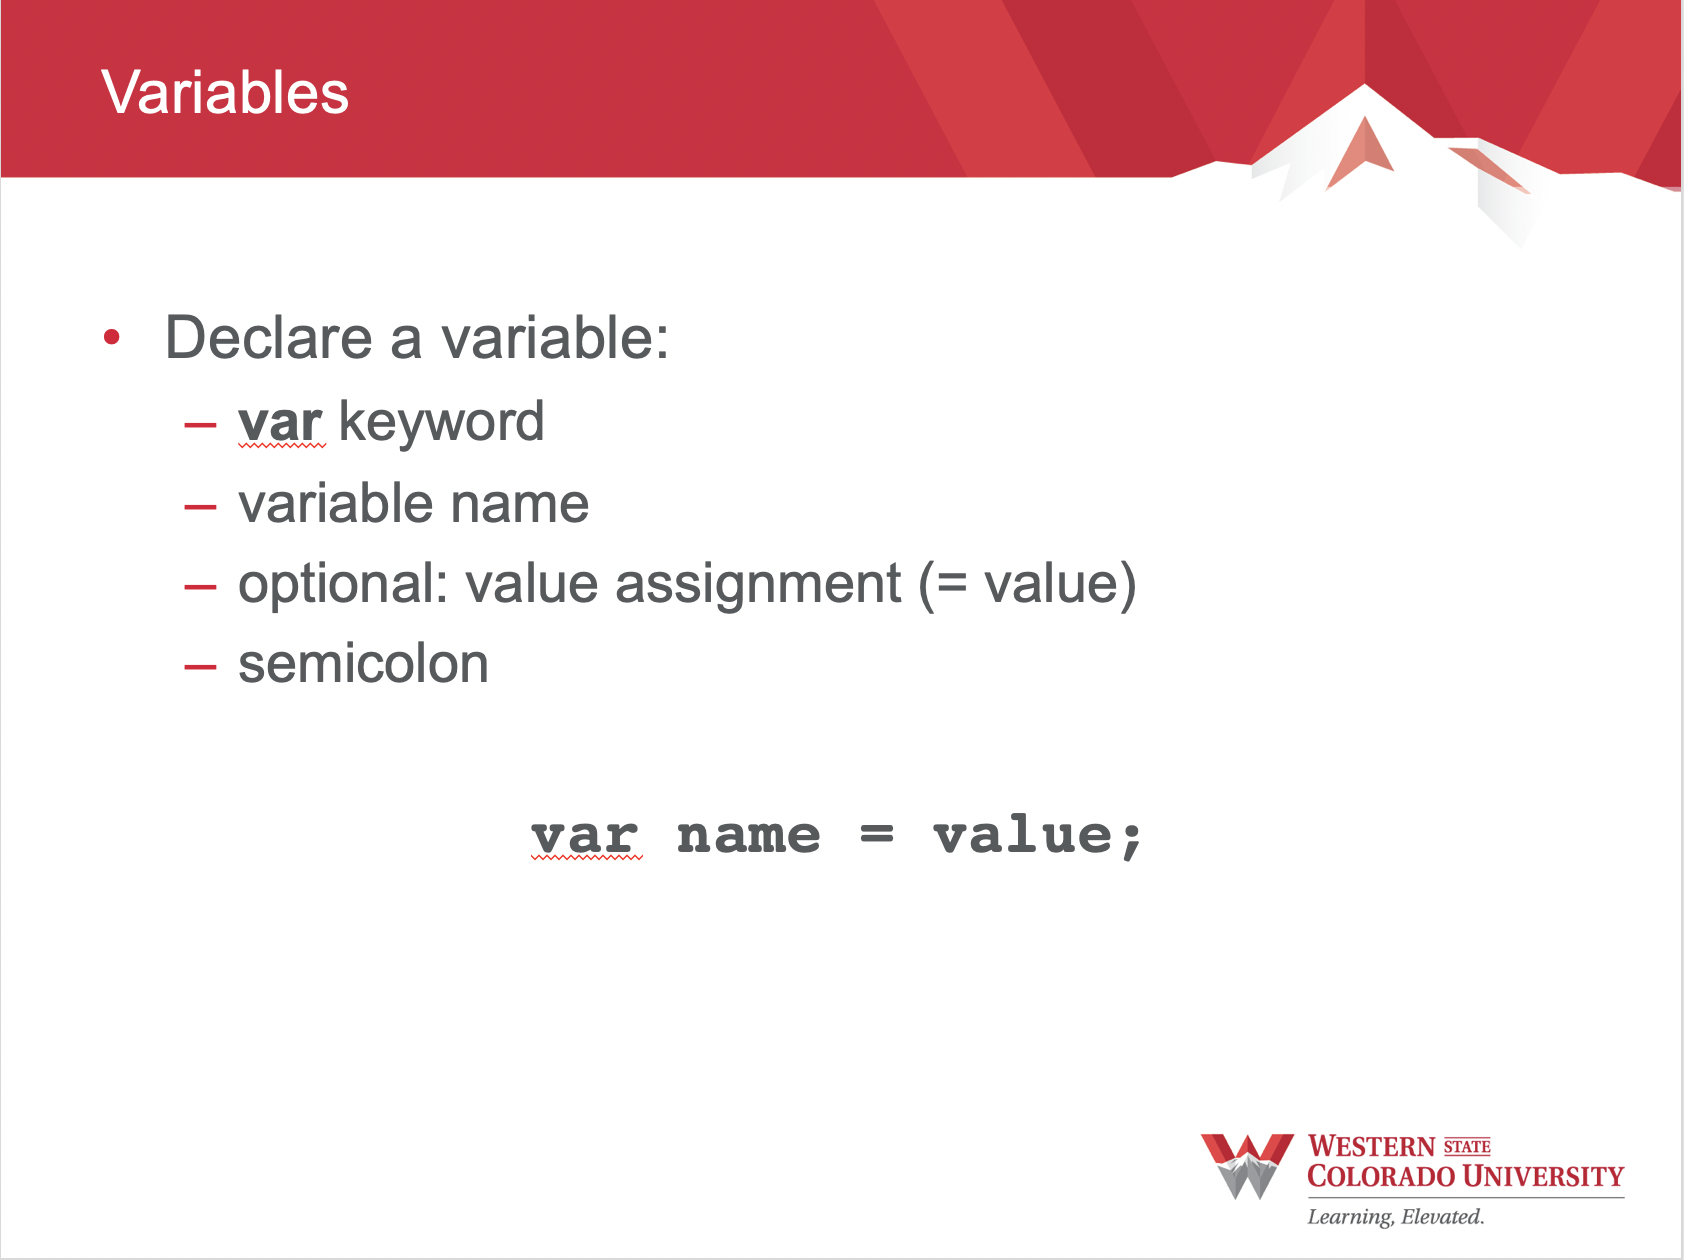 Variables
• Declare a variable:
– var keyword
– variable name
– optional: value assignment (= value)
– semicolon
var name = value;
WESTERN STATE
COLORADO UNIVERSITY
Learning, Elevated.